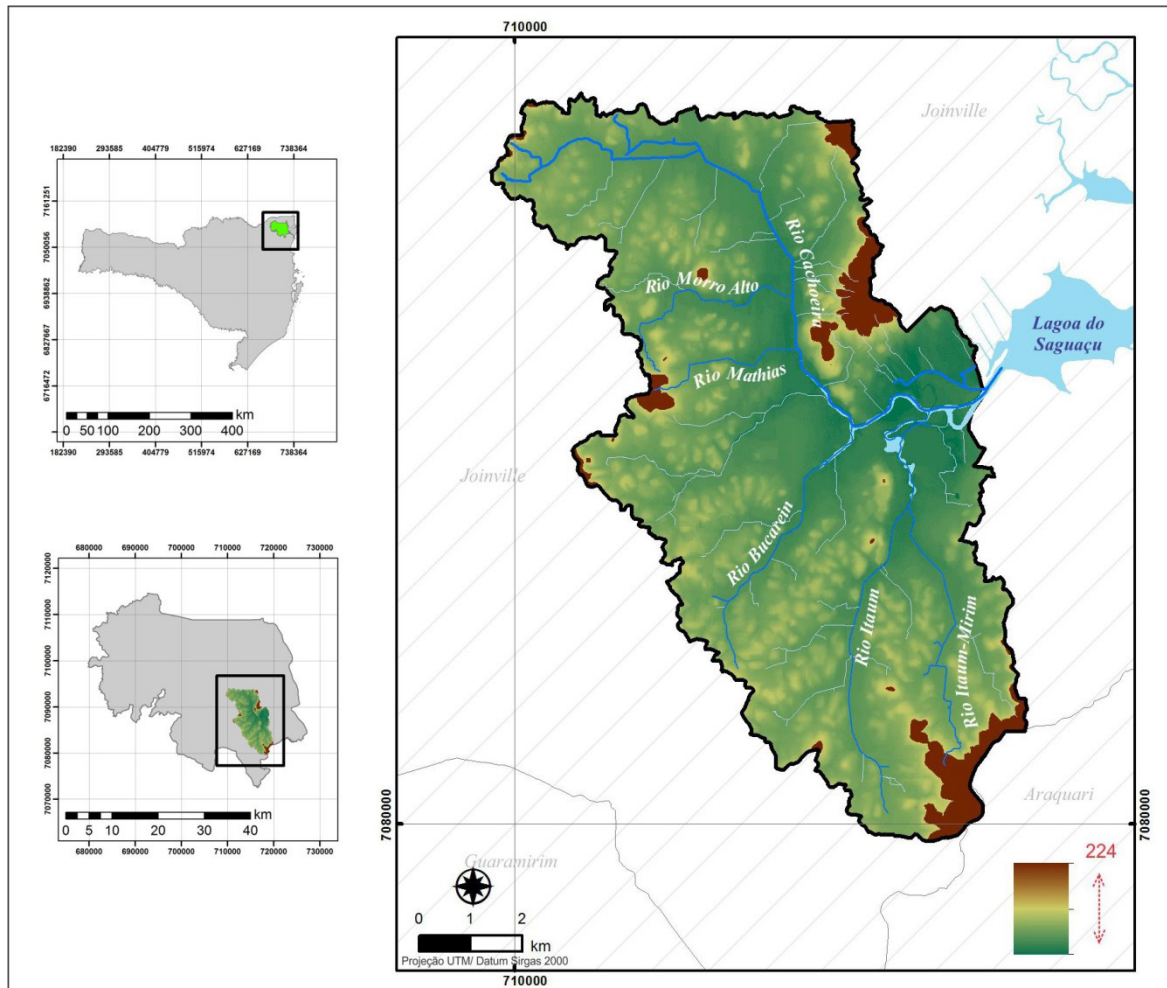 710000
Joinville
182390 293585 404779 515974 627169 738364
7161251
7050056
6938862
6827667
6716472
0 50 100 200 300 400 km
182390 293585 404779 515974 627169 738364
Rio Cachoeira
Rio Morro Alto
Lagoa do
Saguaçu
Rio Mathias
Joinville
Rio Bucarein
Rio Itaum
Rio Itaum-Mirim
680000 690000 700000 710000 720000 730000
7120000
7110000
7100000
7090000
7080000
7070000
0 5 10 20 30 40 km
680000 690000 700000 710000 720000 730000
Araquari
7080000
7080000
Guaramirim
224
0 1 2
km
Projeção UTM/ Datum Sirgas 2000
710000